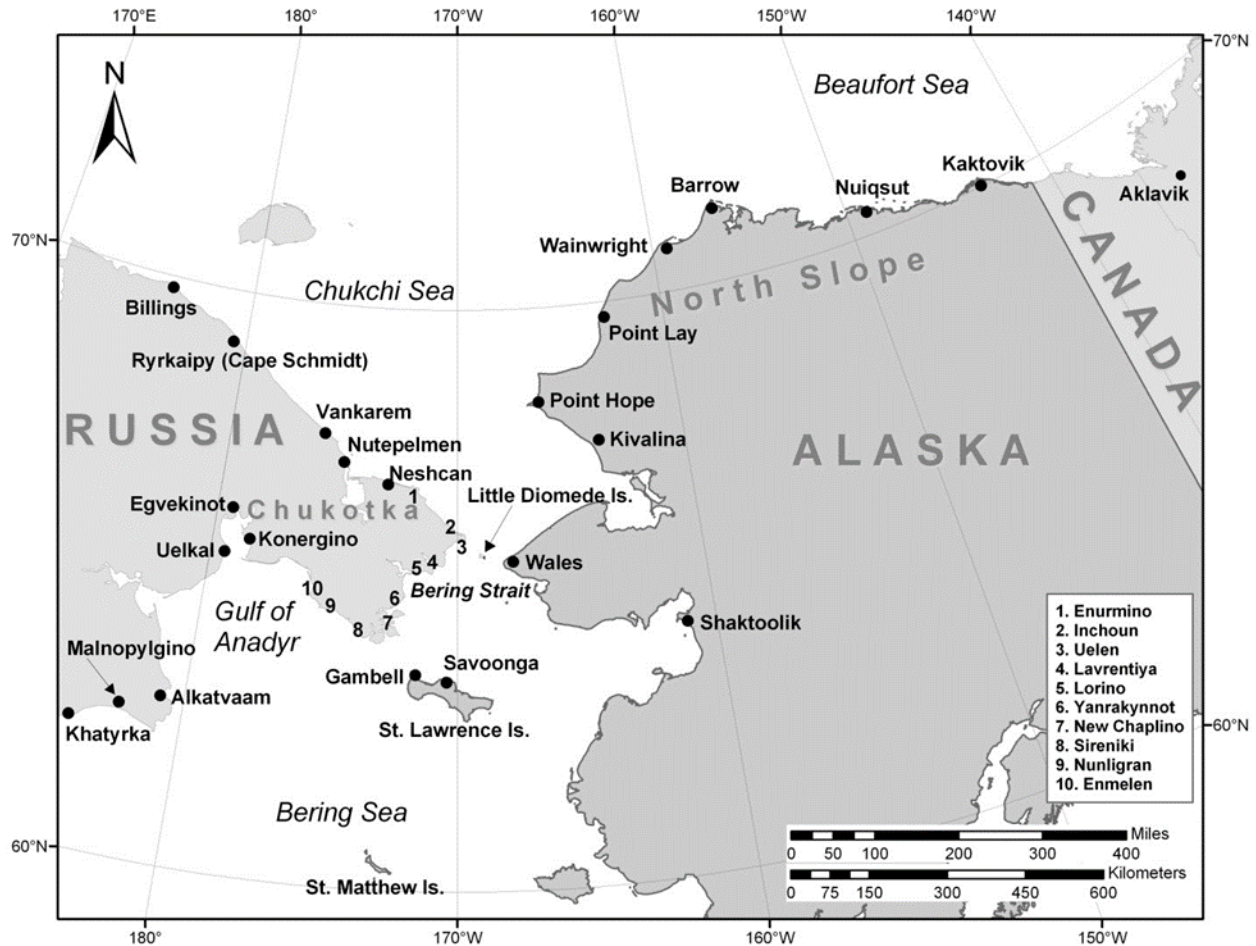 170°E
180°
170°W
160°W
150°W
140°W
70°N
N
Beaufort Sea
Kaktovik
Barrow
Nuiqsut
Aklavik
CANADA
Wainwright
70°N
North Slope
Chukchi Sea
Billings
Point Lay
Ryrkaipy (Cape Schmidt)
RUSSIA
Vankarem
Point Hope
Nutepelmen
Kivalina
ALASKA
Neshcan
1
Little Diomede Is.
Egvekinot
Chukotka
2
Konergino
3
Uelkal
5
4
Wales
Bering Strait
10
9
6
Gulf of
Anadyr
8
7
Shaktoolik
Malnopylgino
Savoonga
Gambell
Alkatvaam
St. Lawrence Is.
Khatyrka
1. Enurmino
2. Inchoun
3. Uelen
4. Lavrentiya
5. Lorino
6. Yanrakynnot
7. New Chaplino
8. Sireniki
9. Nunligran
10. Enmelen
60°N
Bering Sea
60°N
St. Matthew Is.
Miles
0 50 100 200 300 400
Kilometers
0 75 150 300 450 600
180°
170°W
160°W
150°W